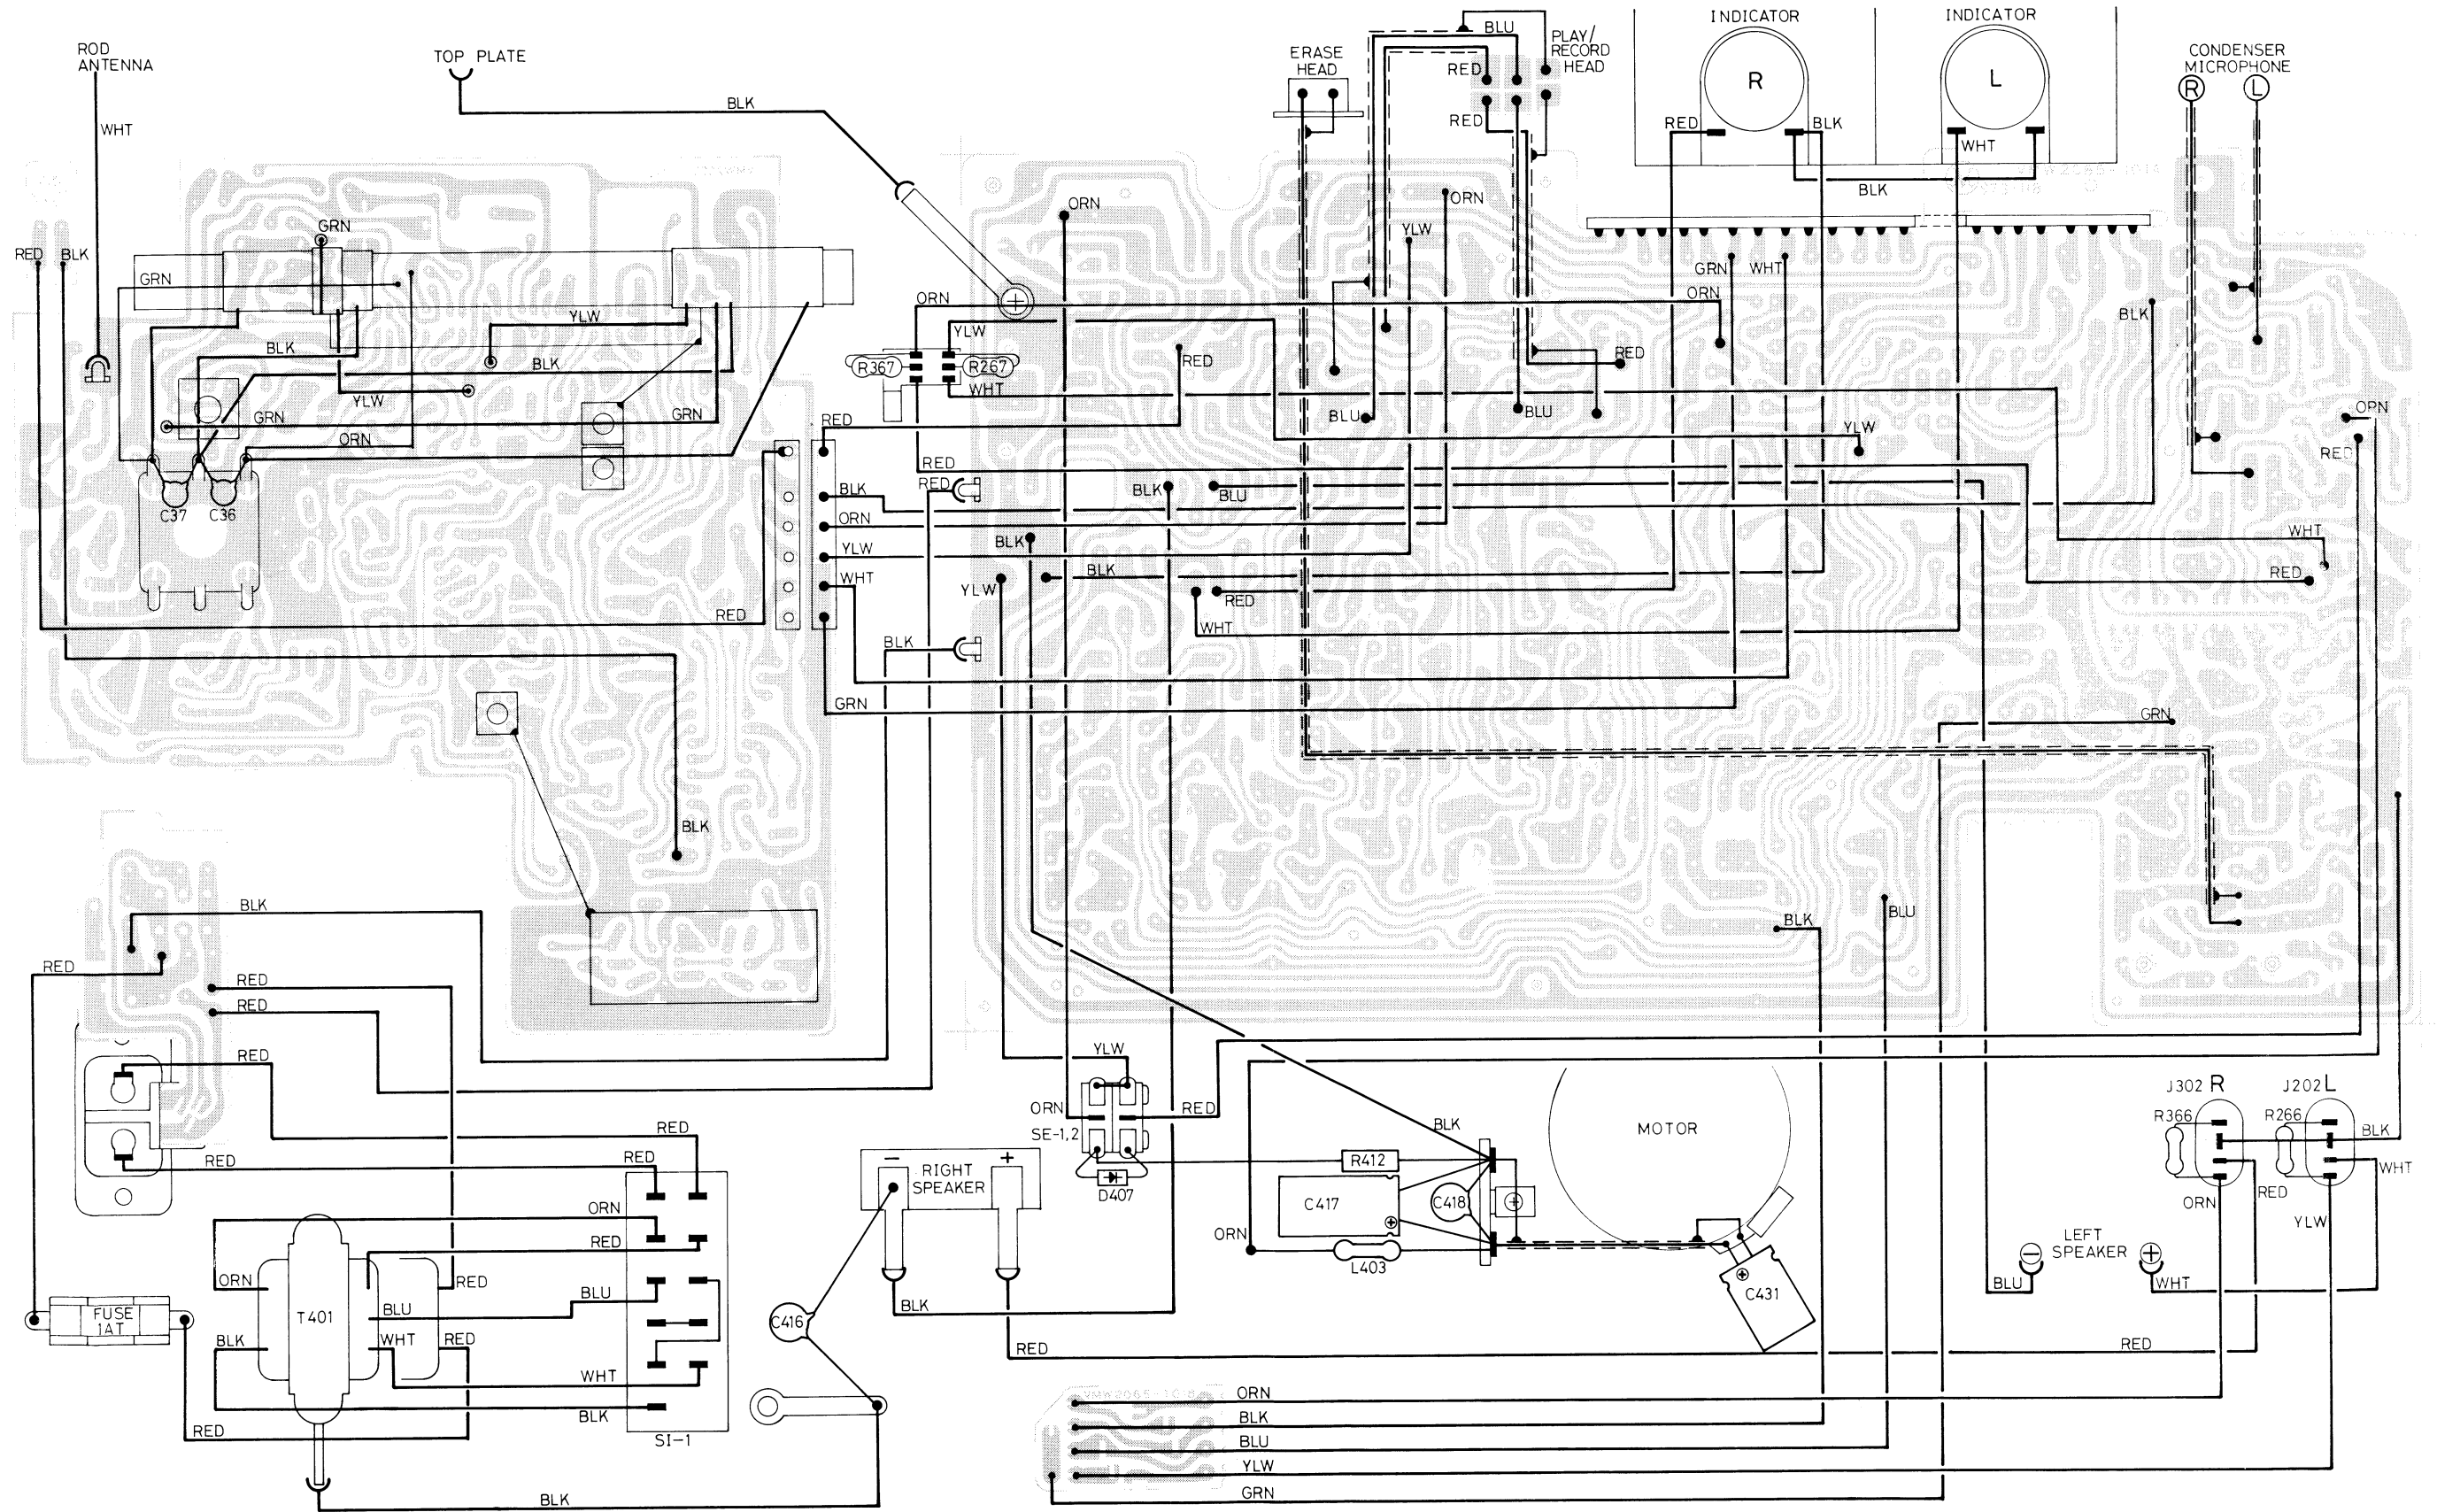 ROD
ANTENNA
WHT
TOP PLATE
BLK
ERASE
HEAD
BLU
PLAY/
RECORD
HEAD
RED
RED
INDICATOR
R
INDICATOR
L
RED
BLK
WHT
BLK
CONDENSER
MICROPHONE
R
L
RED
BLK
GRN
GRN
YLW
BLK
BLK
YLW
GRN
GRN
ORN
C37
C36
RED
ORN
ORN
YLW
ORN
YLW
R367
R267
WHT
RED
GRN
WHT
ORN
BLK
RED
BLU
BLU
YLW
ORN
RED
RED
RED
RED
BLK
BLK
BLU
ORN
YLW
BLK
WHT
YLW
BLK
RED
WHT
WHT
RED
BLK
GRN
GRN
BLK
BLK
BLU
BLK
RED
RED
RED
RED
RED
RED
RED
ORN
RED
ORN
RED
BLU
BLU
T401
FUSE
1AT
BLK
WHT
RED
WHT
BLK
RED
SI-1
BLK
YLW
ORN
RED
SE-1,2
D407
RIGHT
SPEAKER
−
+
C416
BLK
RED
BLK
R412
C417
C418
ORN
L403
MOTOR
C431
J302 R
J202 L
R366
R266
BLK
WHT
ORN
RED
YLW
LEFT
SPEAKER
−
+
BLU
WHT
RED
VMW2065-101B
ORN
BLK
BLU
YLW
GRN